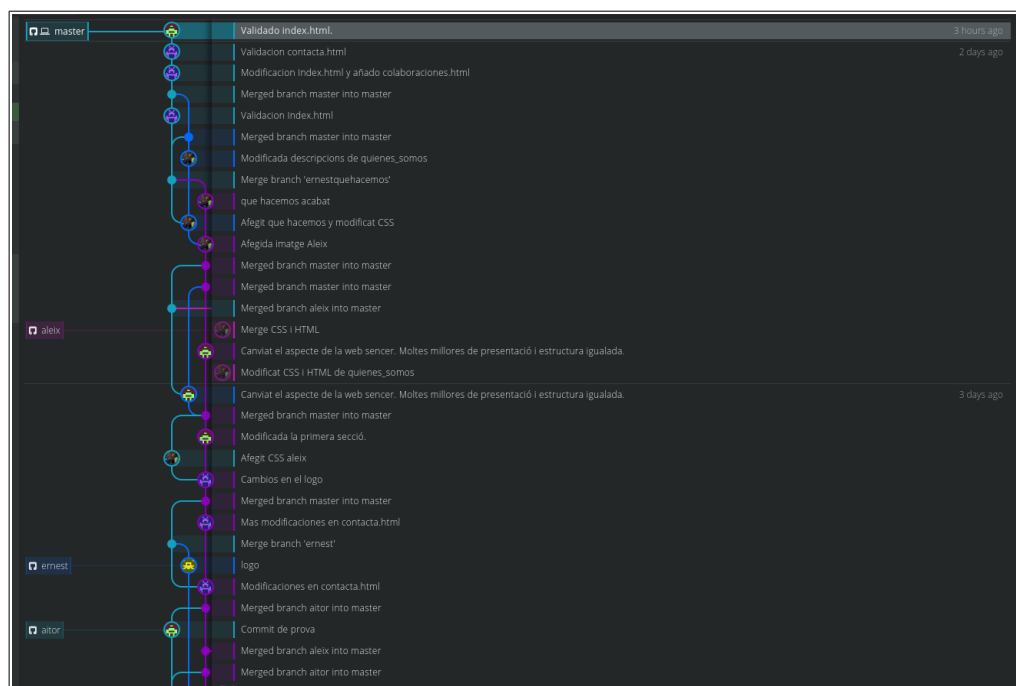 master Validado index.html. 3 hours ago
Validacion contacta.html 2 days ago
Modificacion Index.html y añado colaboraciones.html
Merged branch master into master
Validacion Index.html
Merged branch master into master
Modificada descripcions de quienes_somos
Merge branch 'ernestquehacemos'
que hacemos acabat
Afegit que hacemos y modificat CSS
Afegida imatge Aleix
Merged branch master into master
Merged branch master into master
Merged branch aleix into master
aleix Merge CSS i HTML
Canviat el aspecte de la web sencer. Moltes millores de presentació i estructura igualada.
Modificat CSS i HTML de quienes_somos
Canviat el aspecte de la web sencer. Moltes millores de presentació i estructura igualada. 3 days ago
Merged branch master into master
Modificada la primera secció.
Afegit CSS aleix
Cambios en el logo
Merged branch master into master
Mas modificaciones en contacta.html
Merge branch 'ernest'
ernest logo
Modificaciones en contacta.html
Merged branch aitor into master
aitor Commit de prova
Merged branch aleix into master
Merged branch aitor into master